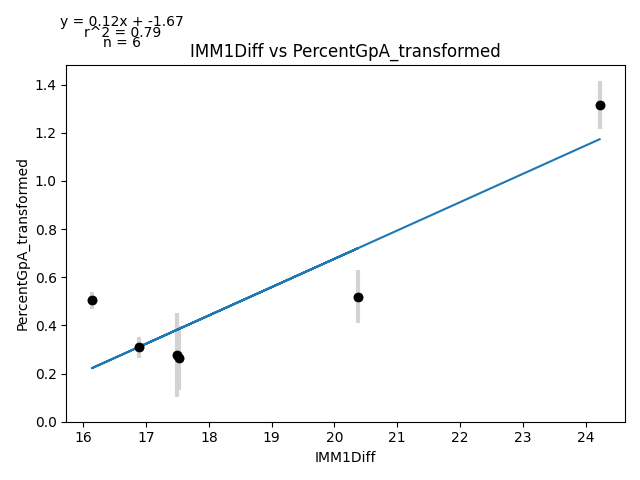 y = 0.12x + -1.67
r^2 = 0.79
n = 6
IMM1Diff vs PercentGpA_transformed
1.4
1.2
1.0
0.8
0.6
0.4
0.2
0.0
PercentGpA_transformed
16 17 18 19 20 21 22 23 24
IMM1Diff